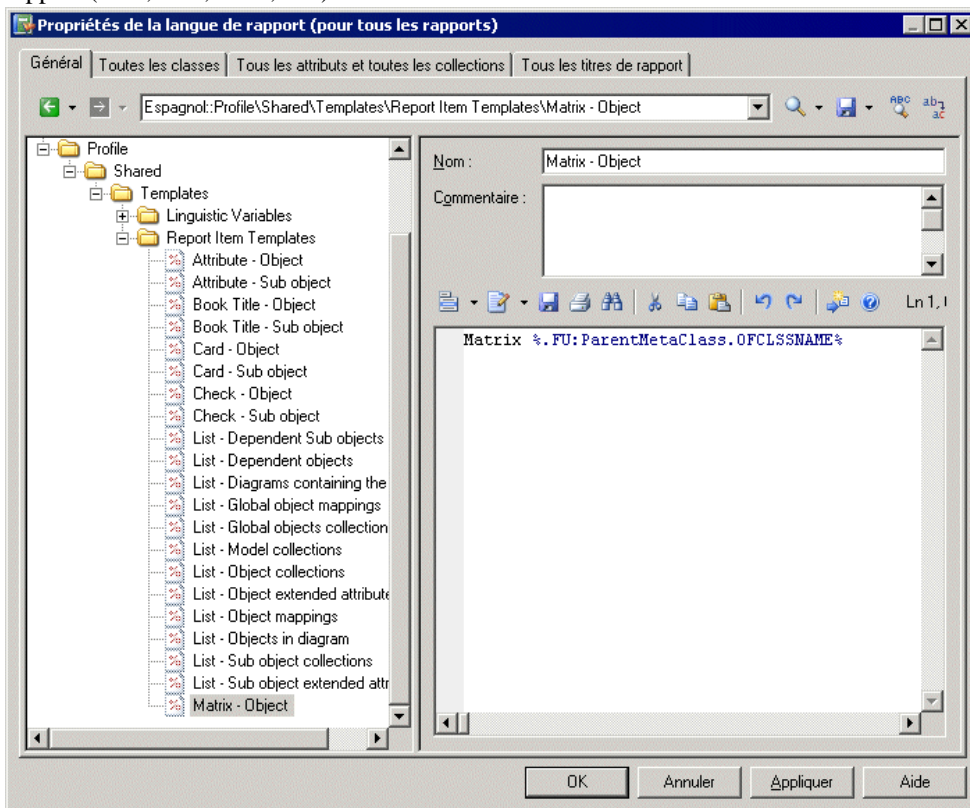 Propriétés de la langue de rapport (pour tous les rapports)
Général Toutes les classes Tous les attributs et toutes les collections Tous les titres de rapport
Espagnol::Profile\Shared\Templates\Report Item Templates\Matrix - Object
Profile
Shared
Templates
Linguistic Variables
Report Item Templates
Attribute - Object
Attribute - Sub object
Book Title - Object
Book Title - Sub object
Card - Object
Card - Sub object
Check - Object
Check - Sub object
List - Dependent Sub objects
List - Dependent objects
List - Diagrams containing the
List - Global object mappings
List - Global objects collection
List - Model collections
List - Object collections
List - Object extended attribute
List - Object mappings
List - Objects in diagram
List - Sub object collections
List - Sub object extended attr
Matrix - Object
Nom : Matrix - Object
Commentaire :
Ln 1,
Matrix %.FU:ParentMetaClass.OFCLSSNAME%
OK Annuler Appliquer Aide